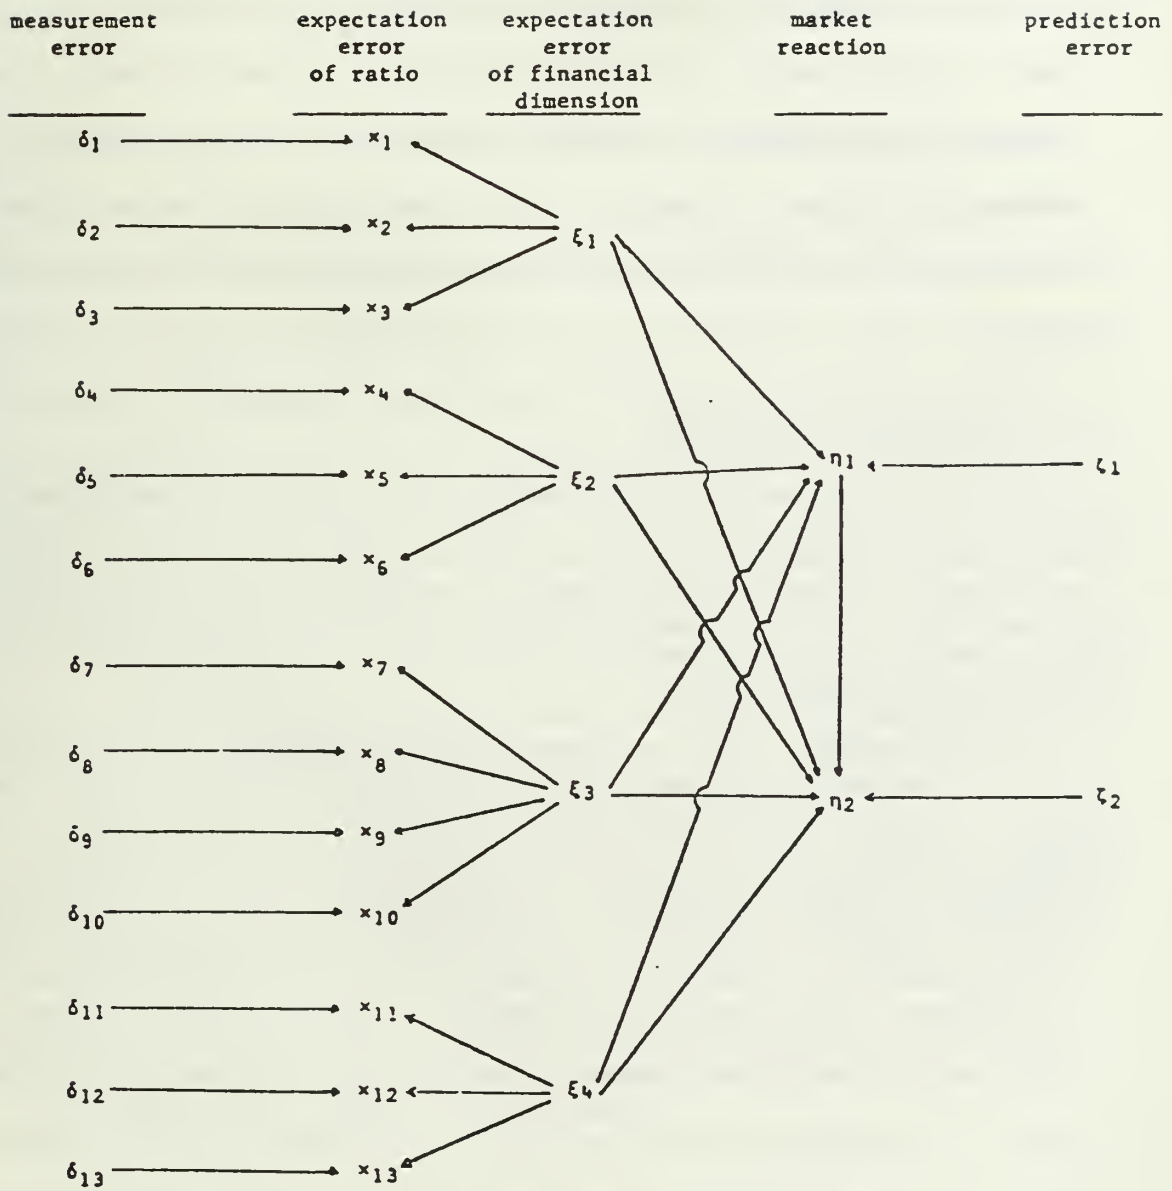 measurement error
expectation error of ratio
expectation error of financial dimension
market reaction
prediction error
δ1 x1
δ2 x2 ξ1
δ3 x3
δ4 x4
η1 ζ1
δ5 x5 ξ2
δ6 x6
δ7 x7
δ8 x8
ξ3 η2 ζ2
δ9 x9
δ10 x10
δ11 x11
δ12 x12 ξ4
δ13 x13